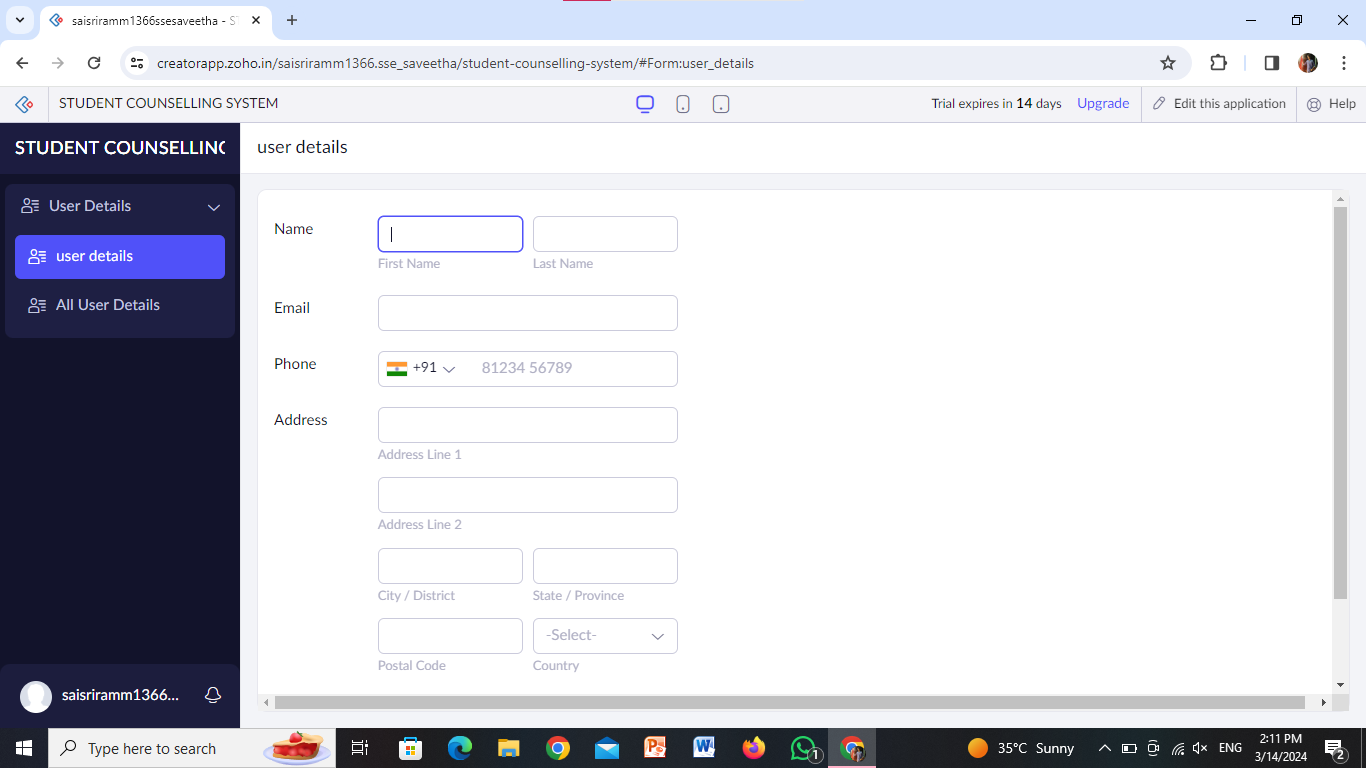 saisriramm1366ssesaveetha - S
creatorapp.zoho.in/saisriramm1366.sse_saveetha/student-counselling-system/#Form:user_details
STUDENT COUNSELLING SYSTEM
Trial expires in 14 days Upgrade Edit this application Help
STUDENT COUNSELLING
user details
User Details
user details
All User Details
Name
First Name Last Name
Email
Phone +91 81234 56789
Address
Address Line 1
Address Line 2
City / District State / Province
-Select-
Postal Code Country
saisriramm1366...
Type here to search
35°C Sunny
ENG
2:11 PM
3/14/2024
1
2